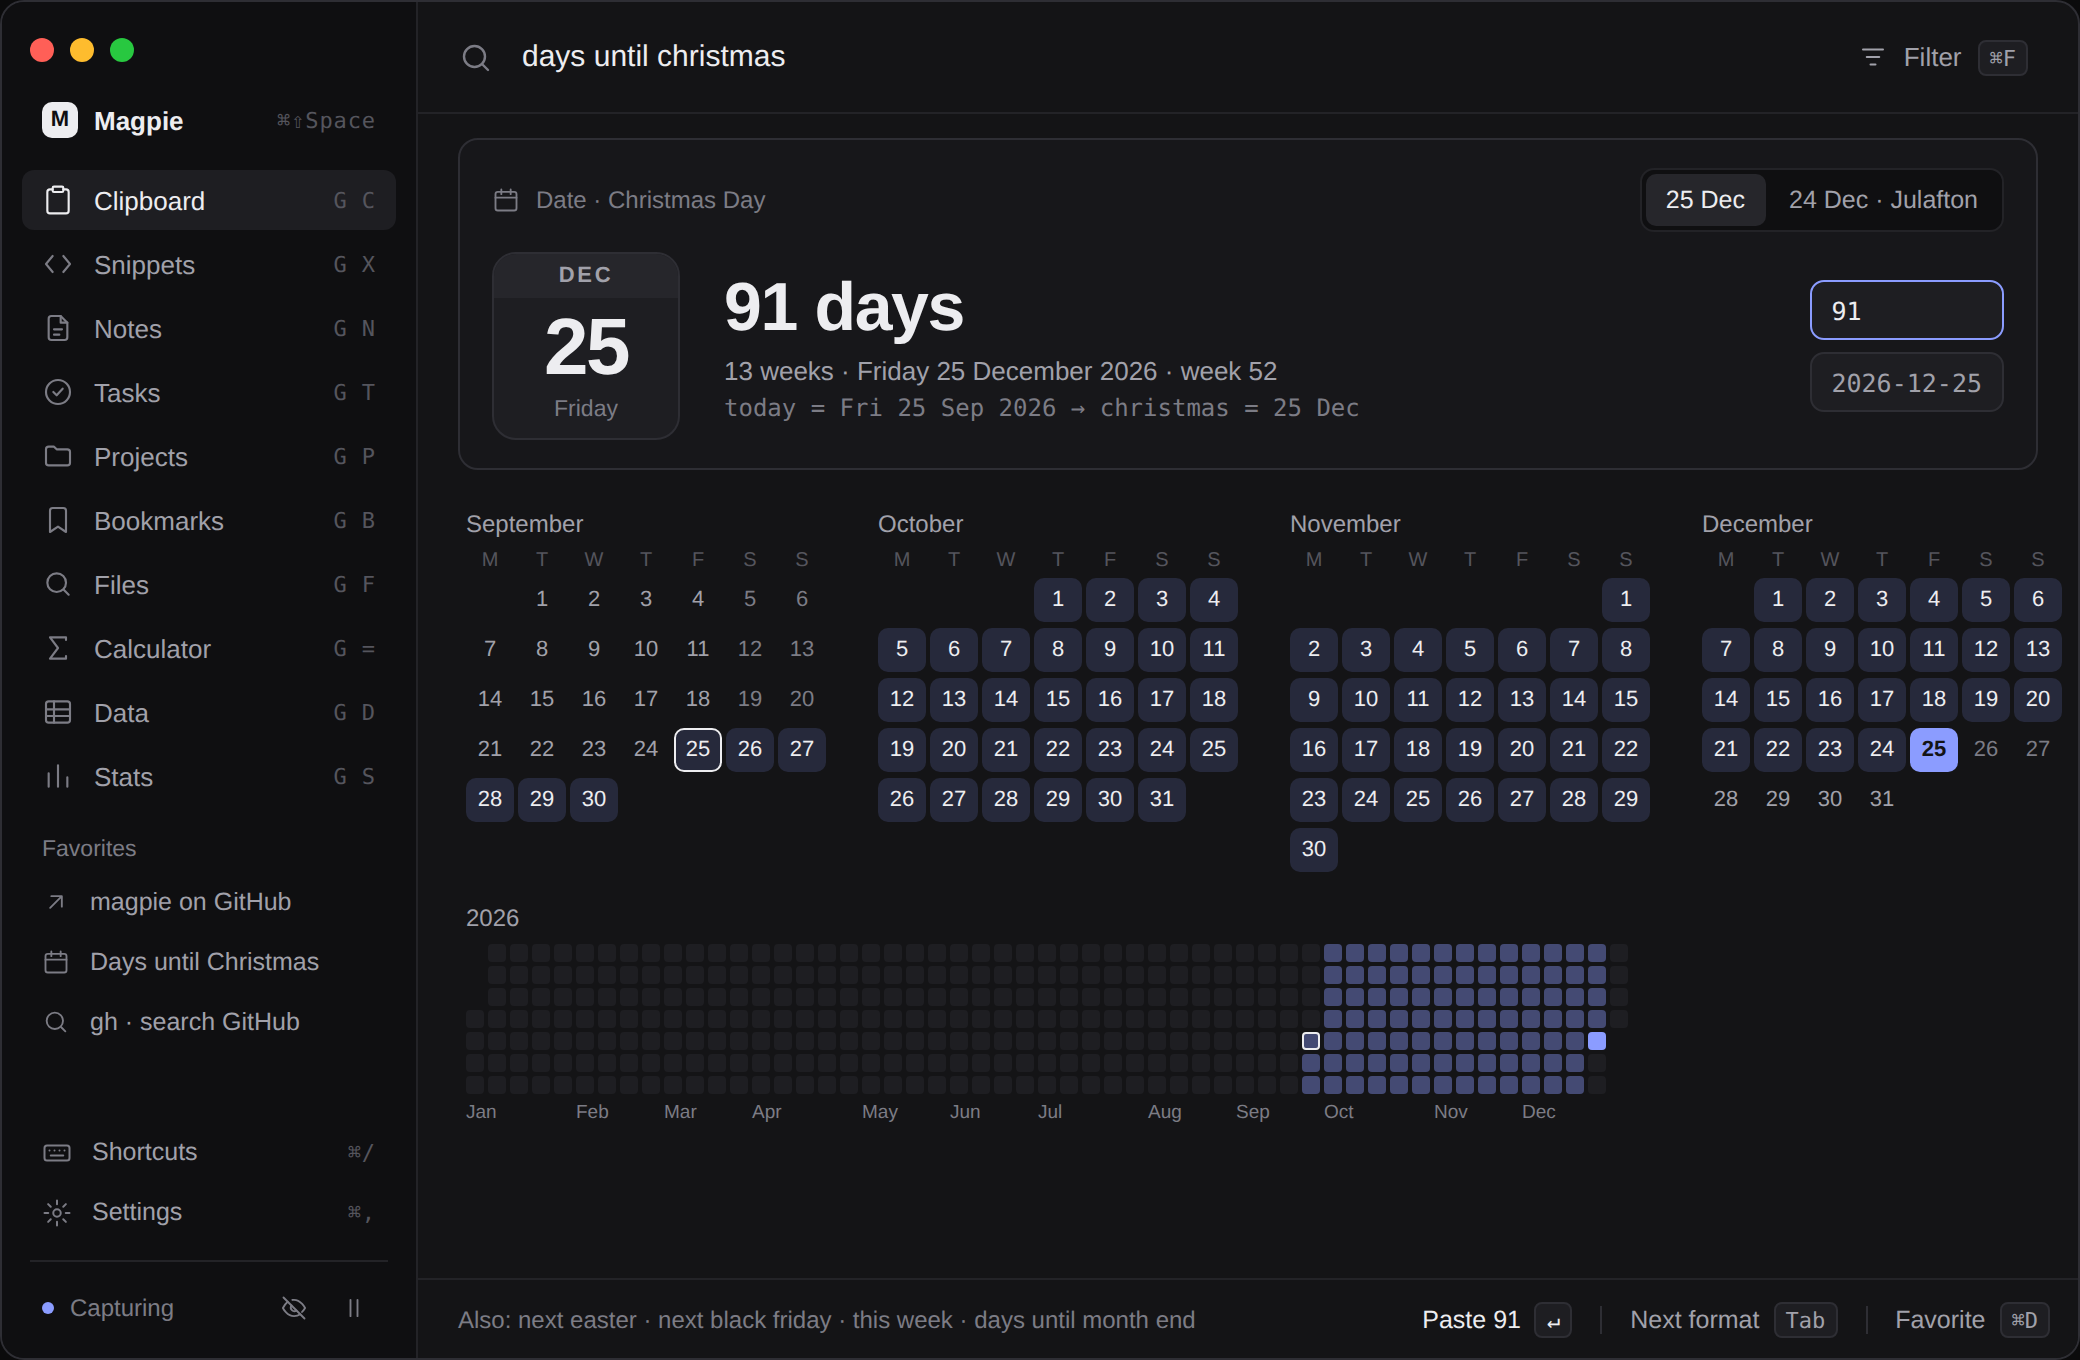 days until christmas
Filter ⌘F
M Magpie ⌘⇧Space
Clipboard G C
Snippets G X
Notes G N
Tasks G T
Projects G P
Bookmarks G B
Files G F
Calculator G =
Data G D
Stats G S
Favorites
magpie on GitHub
Days until Christmas
gh · search GitHub
Shortcuts ⌘/
Settings ⌘,
Capturing
Date · Christmas Day
25 Dec 24 Dec · Julafton
DEC
25
Friday
91 days
13 weeks · Friday 25 December 2026 · week 52
today = Fri 25 Sep 2026 → christmas = 25 Dec
91
2026-12-25
September
M T W T F S S
1 2 3 4 5 6
7 8 9 10 11 12 13
14 15 16 17 18 19 20
21 22 23 24 25 26 27
28 29 30
October
M T W T F S S
1 2 3 4
5 6 7 8 9 10 11
12 13 14 15 16 17 18
19 20 21 22 23 24 25
26 27 28 29 30 31
November
M T W T F S S
1
2 3 4 5 6 7 8
9 10 11 12 13 14 15
16 17 18 19 20 21 22
23 24 25 26 27 28 29
30
December
M T W T F S S
1 2 3 4 5 6
7 8 9 10 11 12 13
14 15 16 17 18 19 20
21 22 23 24 25 26 27
28 29 30 31
2026
Jan Feb Mar Apr May Jun Jul Aug Sep Oct Nov Dec
Also: next easter · next black friday · this week · days until month end
Paste 91 ↵ Next format Tab Favorite ⌘D